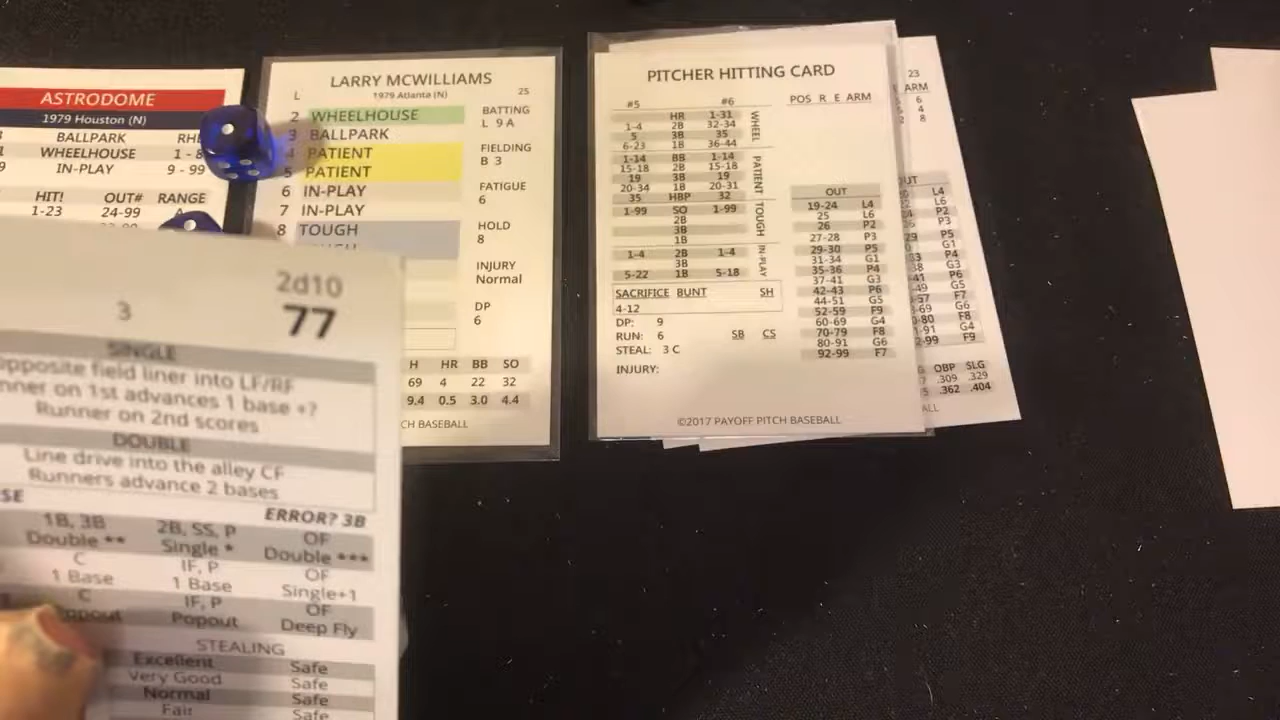 ASTRODOME
1979 Houston (N)
BALLPARK RH
WHEELHOUSE 1 - 8
IN-PLAY 9 - 99
HIT! OUT# RANGE
1-23 24-99
LARRY MCWILLIAMS
1979 Atlanta (N)
L 25
2 WHEELHOUSE
3 BALLPARK
4 PATIENT
5 PATIENT
6 IN-PLAY
7 IN-PLAY
8 TOUGH
BATTING
L 9 A
FIELDING
B 3
FATIGUE
6
HOLD
8
INJURY
Normal
DP
6
H HR BB SO
69 4 22 32
9.4 0.5 3.0 4.4
CH BASEBALL
PITCHER HITTING CARD
#5 #6
HR 1-31
1-4 2B 32-34
5 3B 35
6-23 1B 36-44
WHEEL
1-14 BB 1-14
15-18 2B 15-18
19 3B 19
20-34 1B 20-31
35 HBP 32
PATIENT
1-99 SO 1-99
2B
3B
1B
TOUGH
1-4 2B 1-4
3B
5-22 1B 5-18
IN-PLAY
SACRIFICE BUNT SH
4-12
DP: 9
RUN: 6 SB CS
STEAL: 3 C
INJURY:
POS R E ARM
OUT
19-24 L4
25 L6
26 P2
27-28 P3
29-30 P5
31-34 G1
35-36 P4
37-41 G3
42-43 P6
44-51 G5
52-59 F9
60-69 G4
70-79 F8
80-91 G6
92-99 F7
©2017 PAYOFF PITCH BASEBALL
23
ARM
6
4
8
OUT
L4
L6
P2
P3
P5
G1
P4
G3
P6
G5
F7
G6
F8
G4
F9
OBP SLG
.309 .329
.362 .404
ALL
2d10
3 77
SINGLE
pposite field liner into LF/RF
nner on 1st advances 1 base +?
Runner on 2nd scores
DOUBLE
Line drive into the alley CF
Runners advance 2 bases
SE ERROR? 3B
1B, 3B 2B, SS, P OF
Double ** Single * Double ***
C IF, P OF
1 Base 1 Base Single+1
C IF, P OF
opout Popout Deep Fly
STEALING
Excellent Safe
Very Good Safe
Normal Safe
Fair Safe